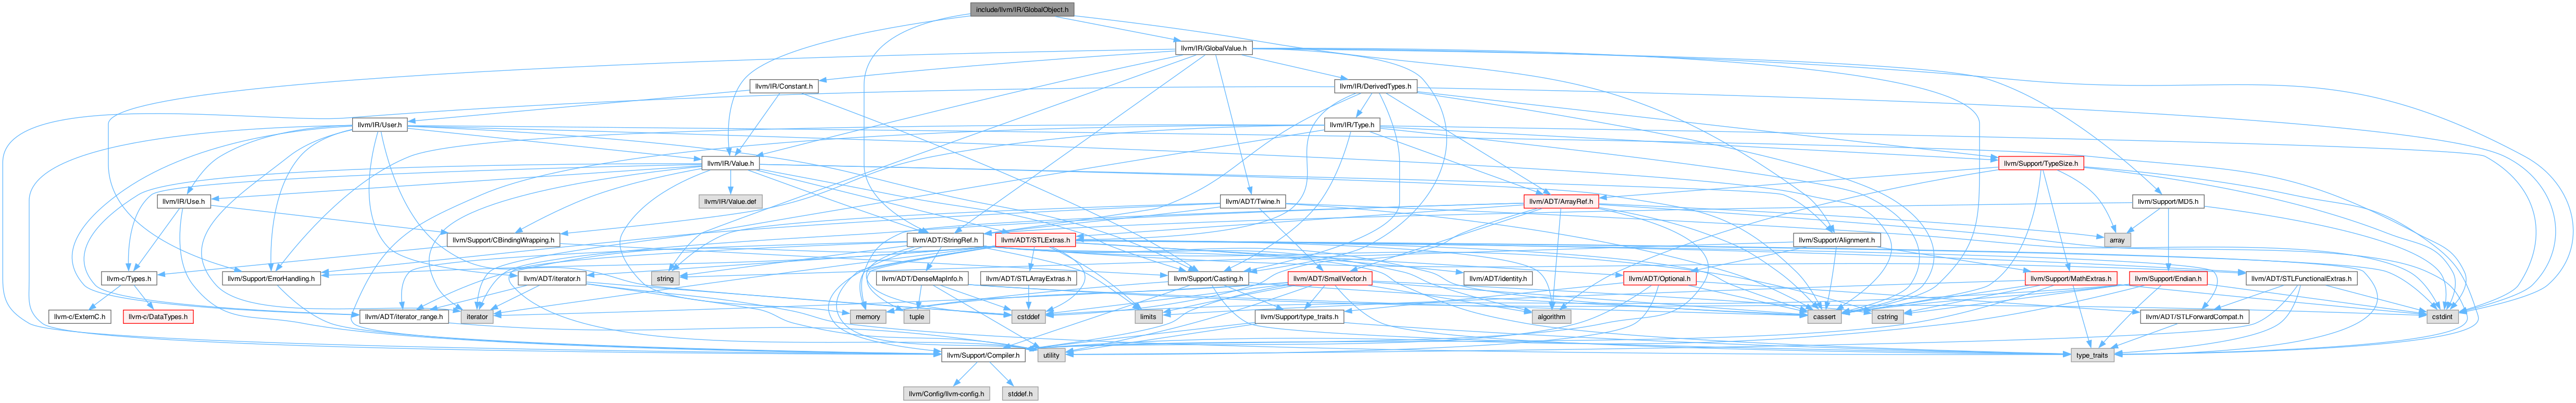 include/llvm/IR/GlobalObject.h
llvm/IR/GlobalValue.h
llvm/IR/Constant.h
llvm/IR/DerivedTypes.h
llvm/IR/User.h
llvm/IR/Type.h
llvm/IR/Value.h
llvm/Support/TypeSize.h
llvm/IR/Use.h
llvm/IR/Value.def
llvm/ADT/Twine.h
llvm/ADT/ArrayRef.h
llvm/Support/MD5.h
llvm/Support/CBindingWrapping.h
llvm/ADT/StringRef.h
llvm/ADT/STLExtras.h
llvm/Support/Alignment.h
array
llvm-c/Types.h
llvm/Support/ErrorHandling.h
llvm/ADT/iterator.h
string
llvm/ADT/DenseMapInfo.h
llvm/ADT/STLArrayExtras.h
llvm/Support/Casting.h
llvm/ADT/SmallVector.h
llvm/ADT/identity.h
llvm/ADT/Optional.h
llvm/Support/MathExtras.h
llvm/Support/Endian.h
llvm/ADT/STLFunctionalExtras.h
llvm-c/ExternC.h
llvm-c/DataTypes.h
llvm/ADT/iterator_range.h
iterator
memory
tuple
cstddef
limits
llvm/Support/type_traits.h
algorithm
cassert
cstring
llvm/ADT/STLForwardCompat.h
cstdint
llvm/Support/Compiler.h
utility
type_traits
llvm/Config/llvm-config.h
stddef.h